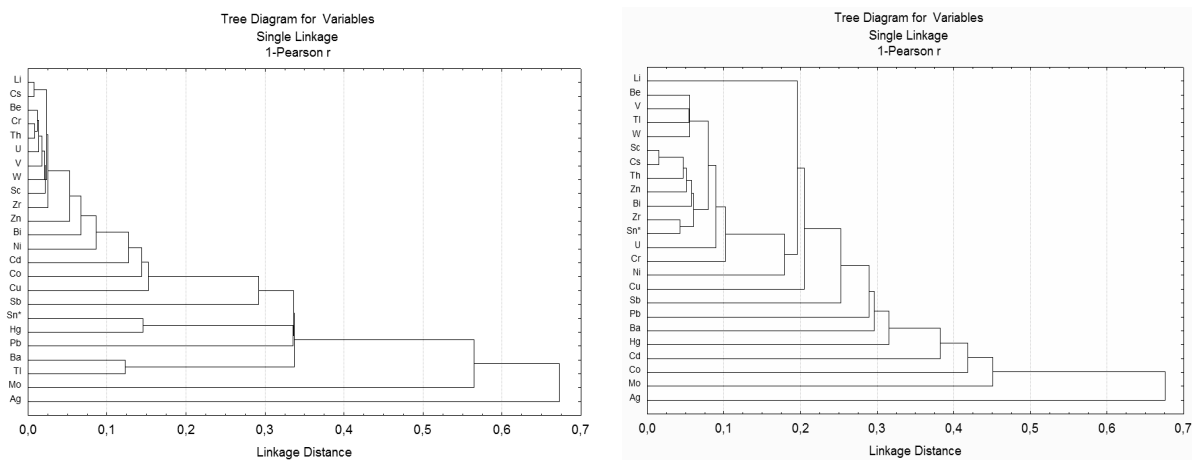 Tree Diagram for Variables
Single Linkage
1-Pearson r
Li
Cs
Be
Cr
Th
U
V
W
Sc
Zr
Zn
Bi
Ni
Cd
Co
Cu
Sb
Sn*
Hg
Pb
Ba
Tl
Mo
Ag
0,0 0,1 0,2 0,3 0,4 0,5 0,6 0,7
Linkage Distance
Tree Diagram for Variables
Single Linkage
1-Pearson r
Li
Be
V
Tl
W
Sc
Cs
Th
Zn
Bi
Zr
Sn*
U
Cr
Ni
Cu
Sb
Pb
Ba
Hg
Cd
Co
Mo
Ag
0,0 0,1 0,2 0,3 0,4 0,5 0,6 0,7
Linkage Distance